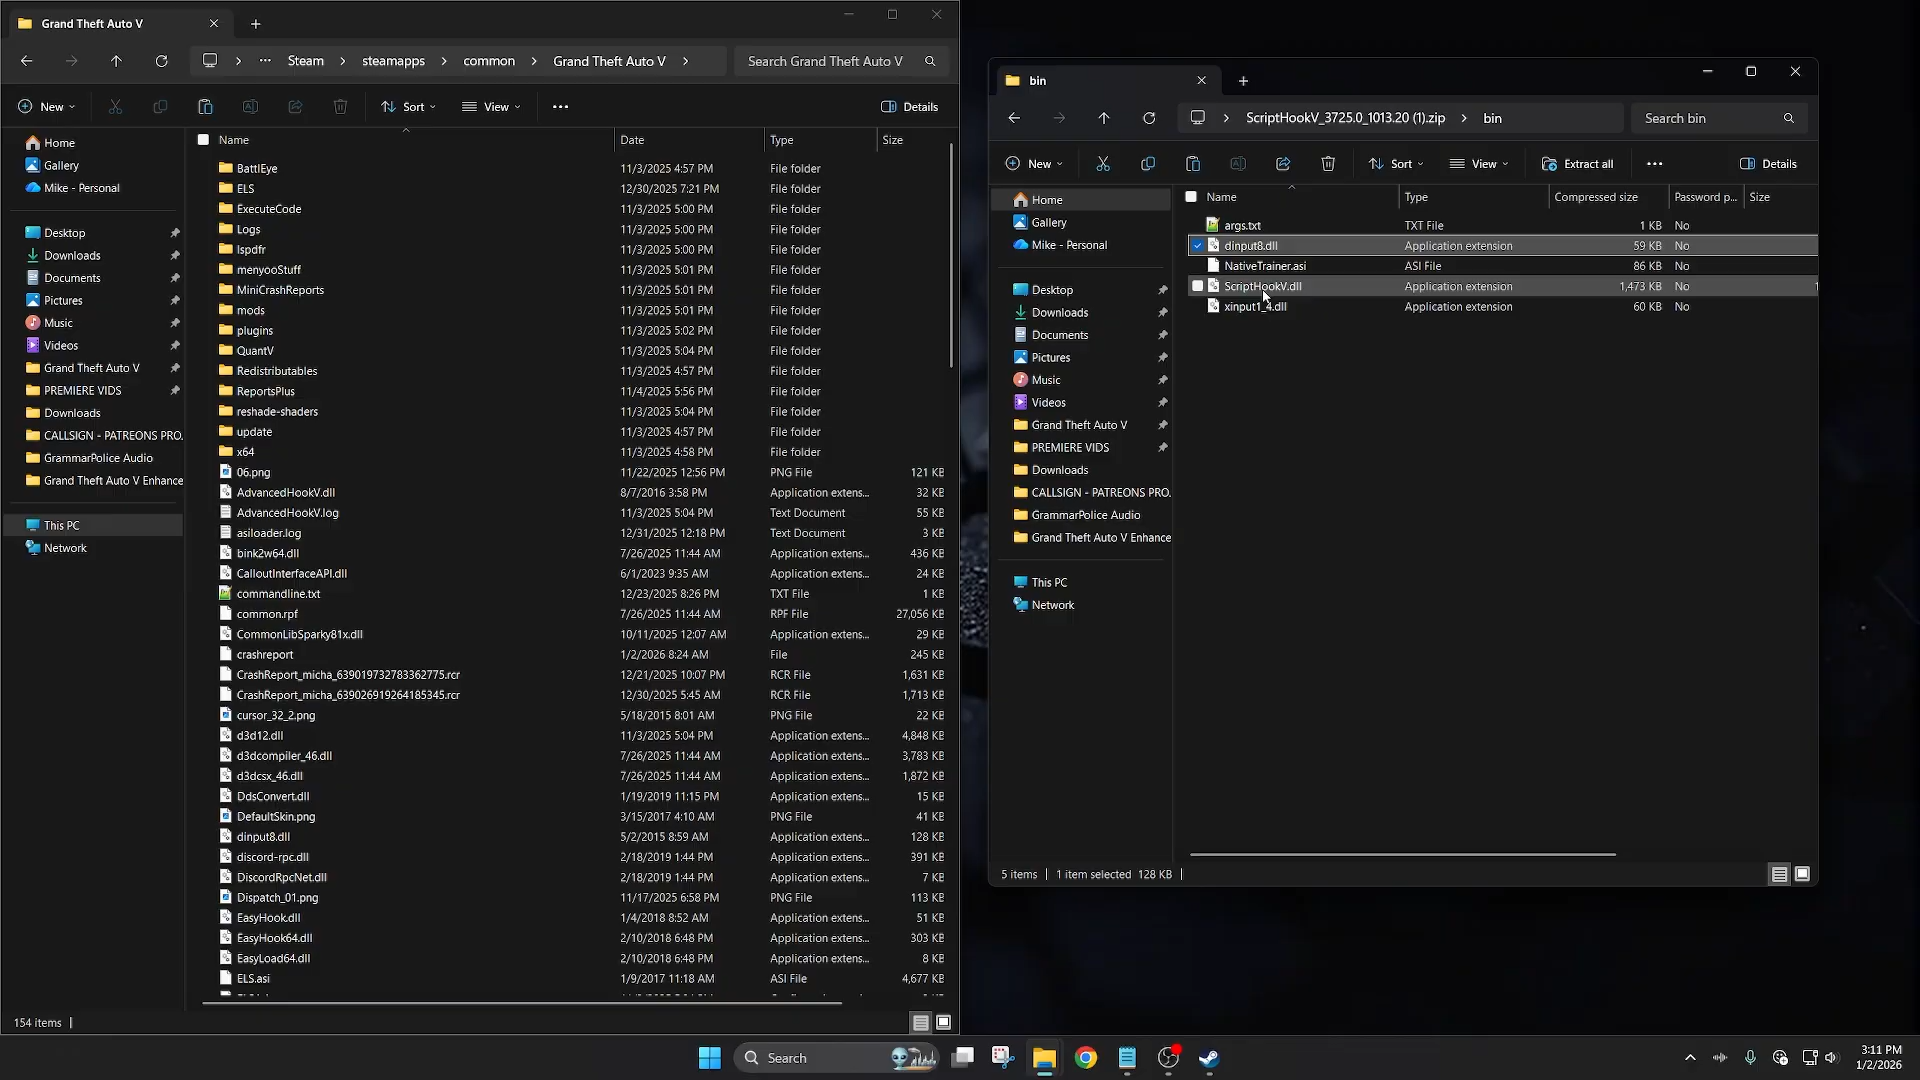 Grand Theft Auto V
Steam
steamapps
common
Grand Theft Auto V
Search Grand Theft Auto V
New
Sort
View
Details
Home
Gallery
Mike - Personal
Desktop
Downloads
Documents
Pictures
Music
Videos
Grand Theft Auto V
PREMIERE VIDS
Downloads
CALLSIGN - PATREONS PRO.
GrammarPolice Audio
Grand Theft Auto V Enhance
This PC
Network
Name Date Type Size
BattlEye 11/3/2025 4:57 PM File folder
ELS 12/30/2025 7:21 PM File folder
ExecuteCode 11/3/2025 5:00 PM File folder
Logs 11/3/2025 5:00 PM File folder
lspdfr 11/3/2025 5:00 PM File folder
menyooStuff 11/3/2025 5:01 PM File folder
MiniCrashReports 11/3/2025 5:01 PM File folder
mods 11/3/2025 5:01 PM File folder
plugins 11/3/2025 5:02 PM File folder
QuantV 11/3/2025 5:04 PM File folder
Redistributables 11/3/2025 4:57 PM File folder
ReportsPlus 11/4/2025 5:56 PM File folder
reshade-shaders 11/3/2025 5:04 PM File folder
update 11/3/2025 4:57 PM File folder
x64 11/3/2025 4:58 PM File folder
06.png 11/22/2025 12:56 PM PNG File 121 KB
AdvancedHookV.dll 8/7/2016 3:58 PM Application extens... 32 KB
AdvancedHookV.log 11/3/2025 5:04 PM Text Document 55 KB
asiloader.log 12/31/2025 12:18 PM Text Document 3 KB
bink2w64.dll 7/26/2025 11:44 AM Application extens... 436 KB
CalloutInterfaceAPI.dll 6/1/2023 9:35 AM Application extens... 24 KB
commandline.txt 12/23/2025 8:26 PM TXT File 1 KB
common.rpf 7/26/2025 11:44 AM RPF File 27,056 KB
CommonLibSparky81x.dll 10/11/2025 12:07 AM Application extens... 29 KB
crashreport 1/2/2026 8:24 AM File 245 KB
CrashReport_micha_639019732783362775.rcr 12/21/2025 10:07 PM RCR File 1,631 KB
CrashReport_micha_639026919264185345.rcr 12/30/2025 5:45 AM RCR File 1,713 KB
cursor_32_2.png 5/18/2015 8:01 AM PNG File 22 KB
d3d12.dll 11/3/2025 5:04 PM Application extens... 4,848 KB
d3dcompiler_46.dll 7/26/2025 11:44 AM Application extens... 3,783 KB
d3dcsx_46.dll 7/26/2025 11:44 AM Application extens... 1,872 KB
DdsConvert.dll 1/19/2019 11:15 PM Application extens... 15 KB
DefaultSkin.png 3/15/2017 4:10 AM PNG File 41 KB
dinput8.dll 5/2/2015 8:59 AM Application extens... 128 KB
discord-rpc.dll 2/18/2019 1:44 PM Application extens... 391 KB
DiscordRpcNet.dll 2/18/2019 1:44 PM Application extens... 7 KB
Dispatch_01.png 11/17/2025 6:58 PM PNG File 113 KB
EasyHook.dll 1/4/2018 8:52 AM Application extens... 51 KB
EasyHook64.dll 2/10/2018 6:48 PM Application extens... 303 KB
EasyLoad64.dll 2/10/2018 6:48 PM Application extens... 8 KB
ELS.asi 1/9/2017 11:18 AM ASI File 4,677 KB
154 items
bin
ScriptHookV_3725.0_1013.20 (1).zip
bin
Search bin
New
Sort
View
Extract all
Details
Home
Gallery
Mike - Personal
Desktop
Downloads
Documents
Pictures
Music
Videos
Grand Theft Auto V
PREMIERE VIDS
Downloads
CALLSIGN - PATREONS PRO.
GrammarPolice Audio
Grand Theft Auto V Enhance
This PC
Network
Name Type Compressed size Password p... Size
args.txt TXT File 1 KB No
dinput8.dll Application extension 59 KB No
NativeTrainer.asi ASI File 86 KB No
ScriptHookV.dll Application extension 1,473 KB No 1
xinput1_4.dll Application extension 60 KB No
5 items 1 item selected 128 KB
Search
3:11 PM
1/2/2026